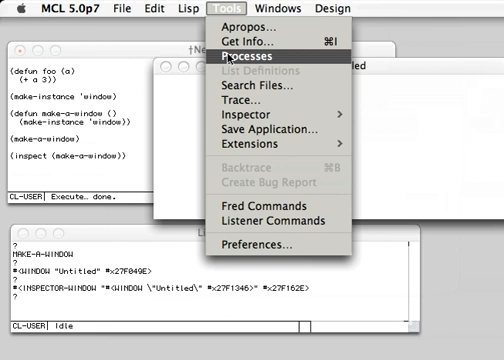 MCL 5.0p7 File Edit Lisp Tools Windows Design
Apropos...
Get Info... ⌘I
Processes
List Definitions
Search Files...
Trace...
Inspector
Save Application...
Extensions
Backtrace ⌘B
Create Bug Report
Fred Commands
Listener Commands
Preferences...
†Ne
(defun foo (a)
(+ a 3))
(make-instance 'window)
(defun make-a-window ()
(make-instance 'window))
(make-a-window)
(inspect (make-a-window))
CL-USER Execute… done.
led
Li
?
MAKE-A-WINDOW
?
#<WINDOW "Untitled" #x27F049E>
?
#<INSPECTOR-WINDOW "#<WINDOW \"Untitled\" #x27F1346>" #x27F162E>
?
CL-USER Idle